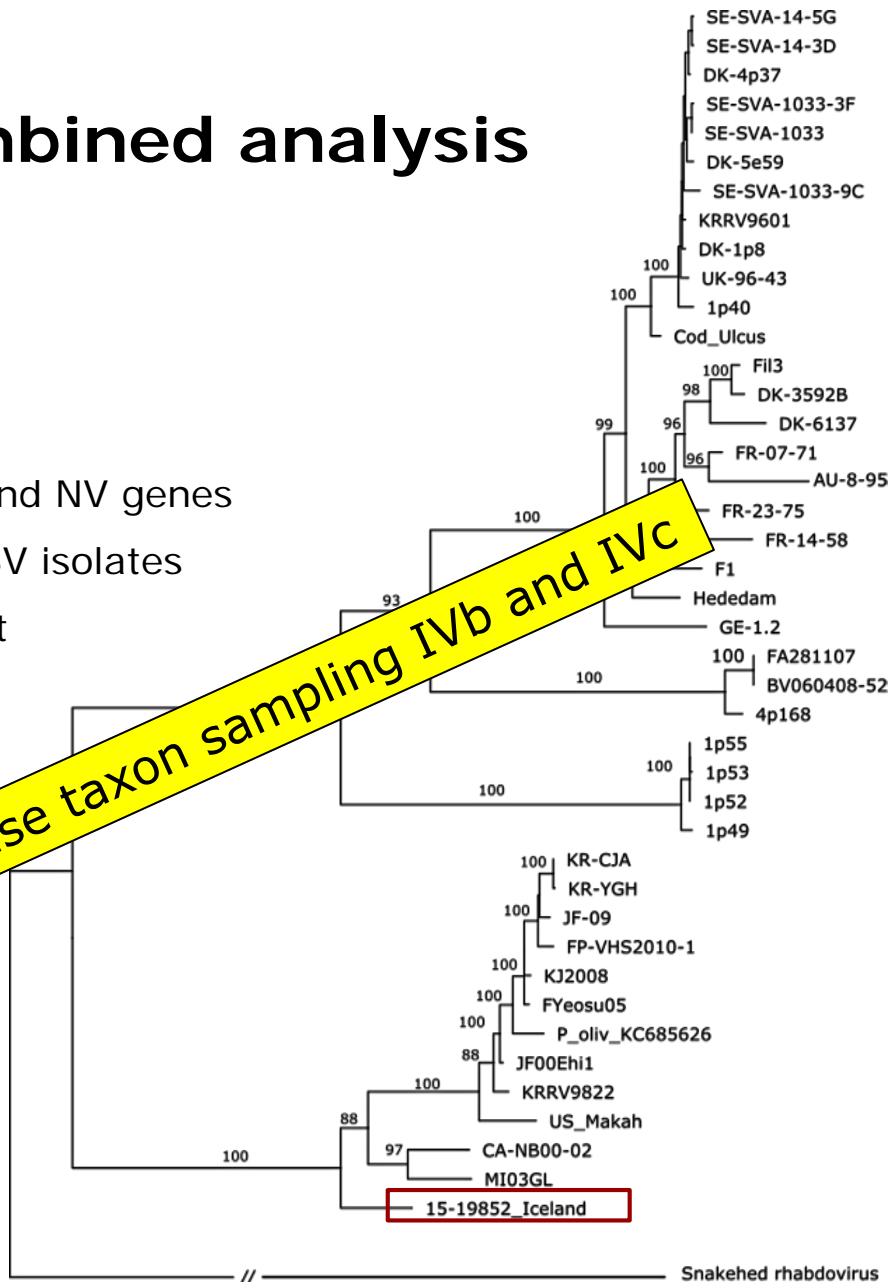 nbined analysis
nd NV genes
SV isolates
t
se taxon sampling IVb and IVc
SE-SVA-14-5G
SE-SVA-14-3D
DK-4p37
SE-SVA-1033-3F
SE-SVA-1033
DK-5e59
SE-SVA-1033-9C
KRRV9601
DK-1p8
100
UK-96-43
100
1p40
Cod_Ulcus
Fil3
100
98
DK-3592B
DK-6137
99
96
FR-07-71
96
100
AU-8-95
FR-23-75
100
FR-14-58
F1
93
Hededam
GE-1.2
100
FA281107
100
BV060408-52
4p168
1p55
100
1p53
100
1p52
1p49
100
KR-CJA
KR-YGH
100
JF-09
FP-VHS2010-1
100
KJ2008
100
FYeosu05
100
P_oliv_KC685626
88
JF00Ehi1
100
KRRV9822
88
US_Makah
97
CA-NB00-02
100
MI03GL
15-19852_Iceland
//
Snakehed rhabdovirus